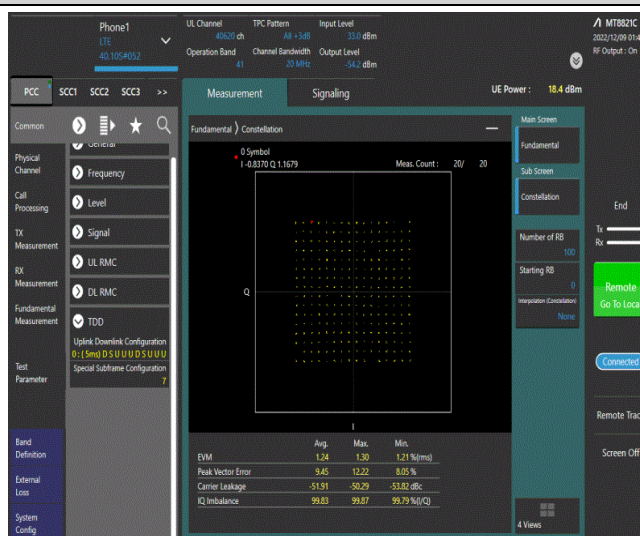 Phone1
LTE
40.105#052
UL Channel
TPC Pattern
Input Level
40620 ch
All +3dB
33.0 dBm
Operation Band
Channel Bandwidth
Output Level
41
20 MHz
-54.2 dBm
MT8821C
2022/12/09 01:4
RF Output : On
PCC
SCC1
SCC2
SCC3
>>
Measurement
Signaling
UE Power : 18.4 dBm
Common
General
Physical
Channel
Frequency
Call
Processing
Level
TX
Measurement
Signal
RX
Measurement
UL RMC
DL RMC
Fundamental
Measurement
TDD
Uplink Downlink Configuration
0 : ( 5ms) D S U U U D S U U U
Special Subframe Configuration
7
Test
Parameter
Band
Definition
External
Loss
System
Config
Fundamental > Constellation
0 Symbol
I -0.8370 Q 1.1679
Meas. Count : 20/ 20
Q
I
Avg. Max. Min.
EVM 1.24 1.30 1.21 %(rms)
Peak Vector Error 9.45 12.22 8.05 %
Carrier Leakage -51.91 -50.29 -53.82 dBc
IQ Imbalance 99.83 99.87 99.79 %(I/Q)
Main Screen
Fundamental
Sub Screen
Constellation
Number of RB
100
Starting RB
0
Interpolation (Constellation)
None
4 Views
End
Tx
Rx
Remote
Go To Loca
Connected
Remote Trac
Screen Off